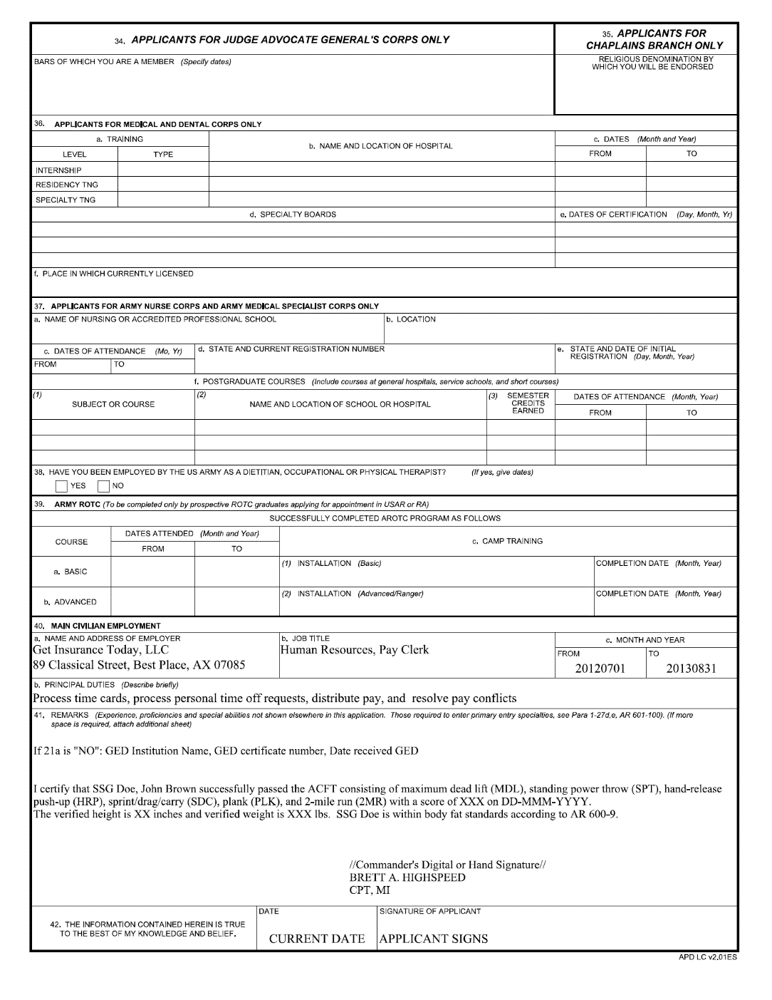 34. APPLICANTS FOR JUDGE ADVOCATE GENERAL'S CORPS ONLY
35. APPLICANTS FOR
CHAPLAINS BRANCH ONLY
BARS OF WHICH YOU ARE A MEMBER (Specify dates)
RELIGIOUS DENOMINATION BY
WHICH YOU WILL BE ENDORSED
36. APPLICANTS FOR MEDICAL AND DENTAL CORPS ONLY
a. TRAINING
b. NAME AND LOCATION OF HOSPITAL
c. DATES (Month and Year)
LEVEL
TYPE
FROM
TO
INTERNSHIP
RESIDENCY TNG
SPECIALTY TNG
d. SPECIALTY BOARDS
e. DATES OF CERTIFICATION (Day, Month, Yr)
f. PLACE IN WHICH CURRENTLY LICENSED
37. APPLICANTS FOR ARMY NURSE CORPS AND ARMY MEDICAL SPECIALIST CORPS ONLY
a. NAME OF NURSING OR ACCREDITED PROFESSIONAL SCHOOL
b. LOCATION
c. DATES OF ATTENDANCE (Mo, Yr)
FROM
TO
d. STATE AND CURRENT REGISTRATION NUMBER
e. STATE AND DATE OF INITIAL
REGISTRATION (Day, Month, Year)
f. POSTGRADUATE COURSES (Include courses at general hospitals, service schools, and short courses)
(1)
SUBJECT OR COURSE
(2)
NAME AND LOCATION OF SCHOOL OR HOSPITAL
(3) SEMESTER
CREDITS
EARNED
DATES OF ATTENDANCE (Month, Year)
FROM
TO
38. HAVE YOU BEEN EMPLOYED BY THE US ARMY AS A DIETITIAN, OCCUPATIONAL OR PHYSICAL THERAPIST? (If yes, give dates)
YES NO
39. ARMY ROTC (To be completed only by prospective ROTC graduates applying for appointment in USAR or RA)
SUCCESSFULLY COMPLETED AROTC PROGRAM AS FOLLOWS
COURSE
DATES ATTENDED (Month and Year)
FROM
TO
c. CAMP TRAINING
a. BASIC
(1) INSTALLATION (Basic)
COMPLETION DATE (Month, Year)
b. ADVANCED
(2) INSTALLATION (Advanced/Ranger)
COMPLETION DATE (Month, Year)
40. MAIN CIVILIAN EMPLOYMENT
a. NAME AND ADDRESS OF EMPLOYER
Get Insurance Today, LLC
89 Classical Street, Best Place, AX 07085
b. JOB TITLE
Human Resources, Pay Clerk
c. MONTH AND YEAR
FROM
20120701
TO
20130831
b. PRINCIPAL DUTIES (Describe briefly)
Process time cards, process personal time off requests, distribute pay, and resolve pay conflicts
41. REMARKS (Experience, proficiencies and special abilities not shown elsewhere in this application. Those required to enter primary entry specialties, see Para 1-27d,e, AR 601-100). (If more
space is required, attach additional sheet)
If 21a is "NO": GED Institution Name, GED certificate number, Date received GED
I certify that SSG Doe, John Brown successfully passed the ACFT consisting of maximum dead lift (MDL), standing power throw (SPT), hand-release
push-up (HRP), sprint/drag/carry (SDC), plank (PLK), and 2-mile run (2MR) with a score of XXX on DD-MMM-YYYY.
The verified height is XX inches and verified weight is XXX lbs. SSG Doe is within body fat standards according to AR 600-9.
//Commander's Digital or Hand Signature//
BRETT A. HIGHSPEED
CPT, MI
42. THE INFORMATION CONTAINED HEREIN IS TRUE
TO THE BEST OF MY KNOWLEDGE AND BELIEF.
DATE
CURRENT DATE
SIGNATURE OF APPLICANT
APPLICANT SIGNS
APD LC v2.01ES